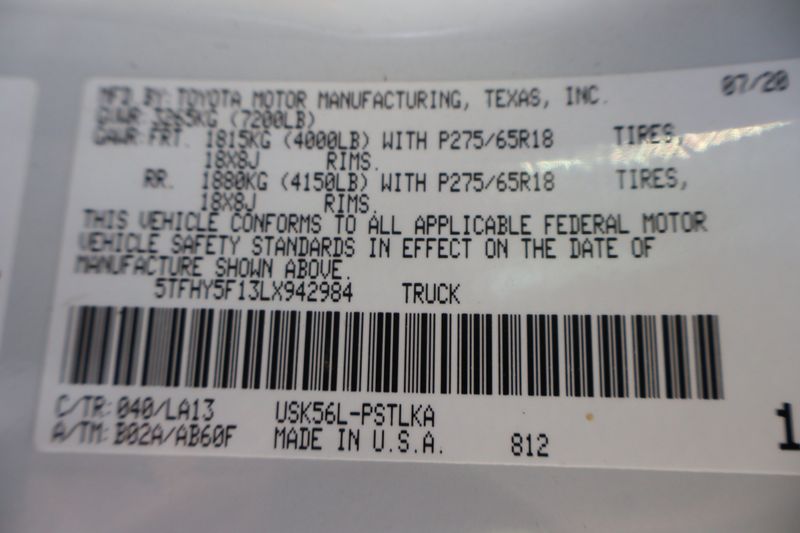 MFD. BY: TOYOTA MOTOR MANUFACTURING, TEXAS, INC. 07/20
GVWR: 3265KG (7200LB)
GAWR: FRT. 1815KG (4000LB) WITH P275/65R18 TIRES,
18X8J RIMS.
RR. 1880KG (4150LB) WITH P275/65R18 TIRES,
18X8J RIMS.
THIS VEHICLE CONFORMS TO ALL APPLICABLE FEDERAL MOTOR
VEHICLE SAFETY STANDARDS IN EFFECT ON THE DATE OF
MANUFACTURE SHOWN ABOVE.
5TFHY5F13LX942984 TRUCK
C/TR: 040/LA13 USK56L-PSTLKA
A/TM: B02A/AB60F MADE IN U.S.A. 812
1